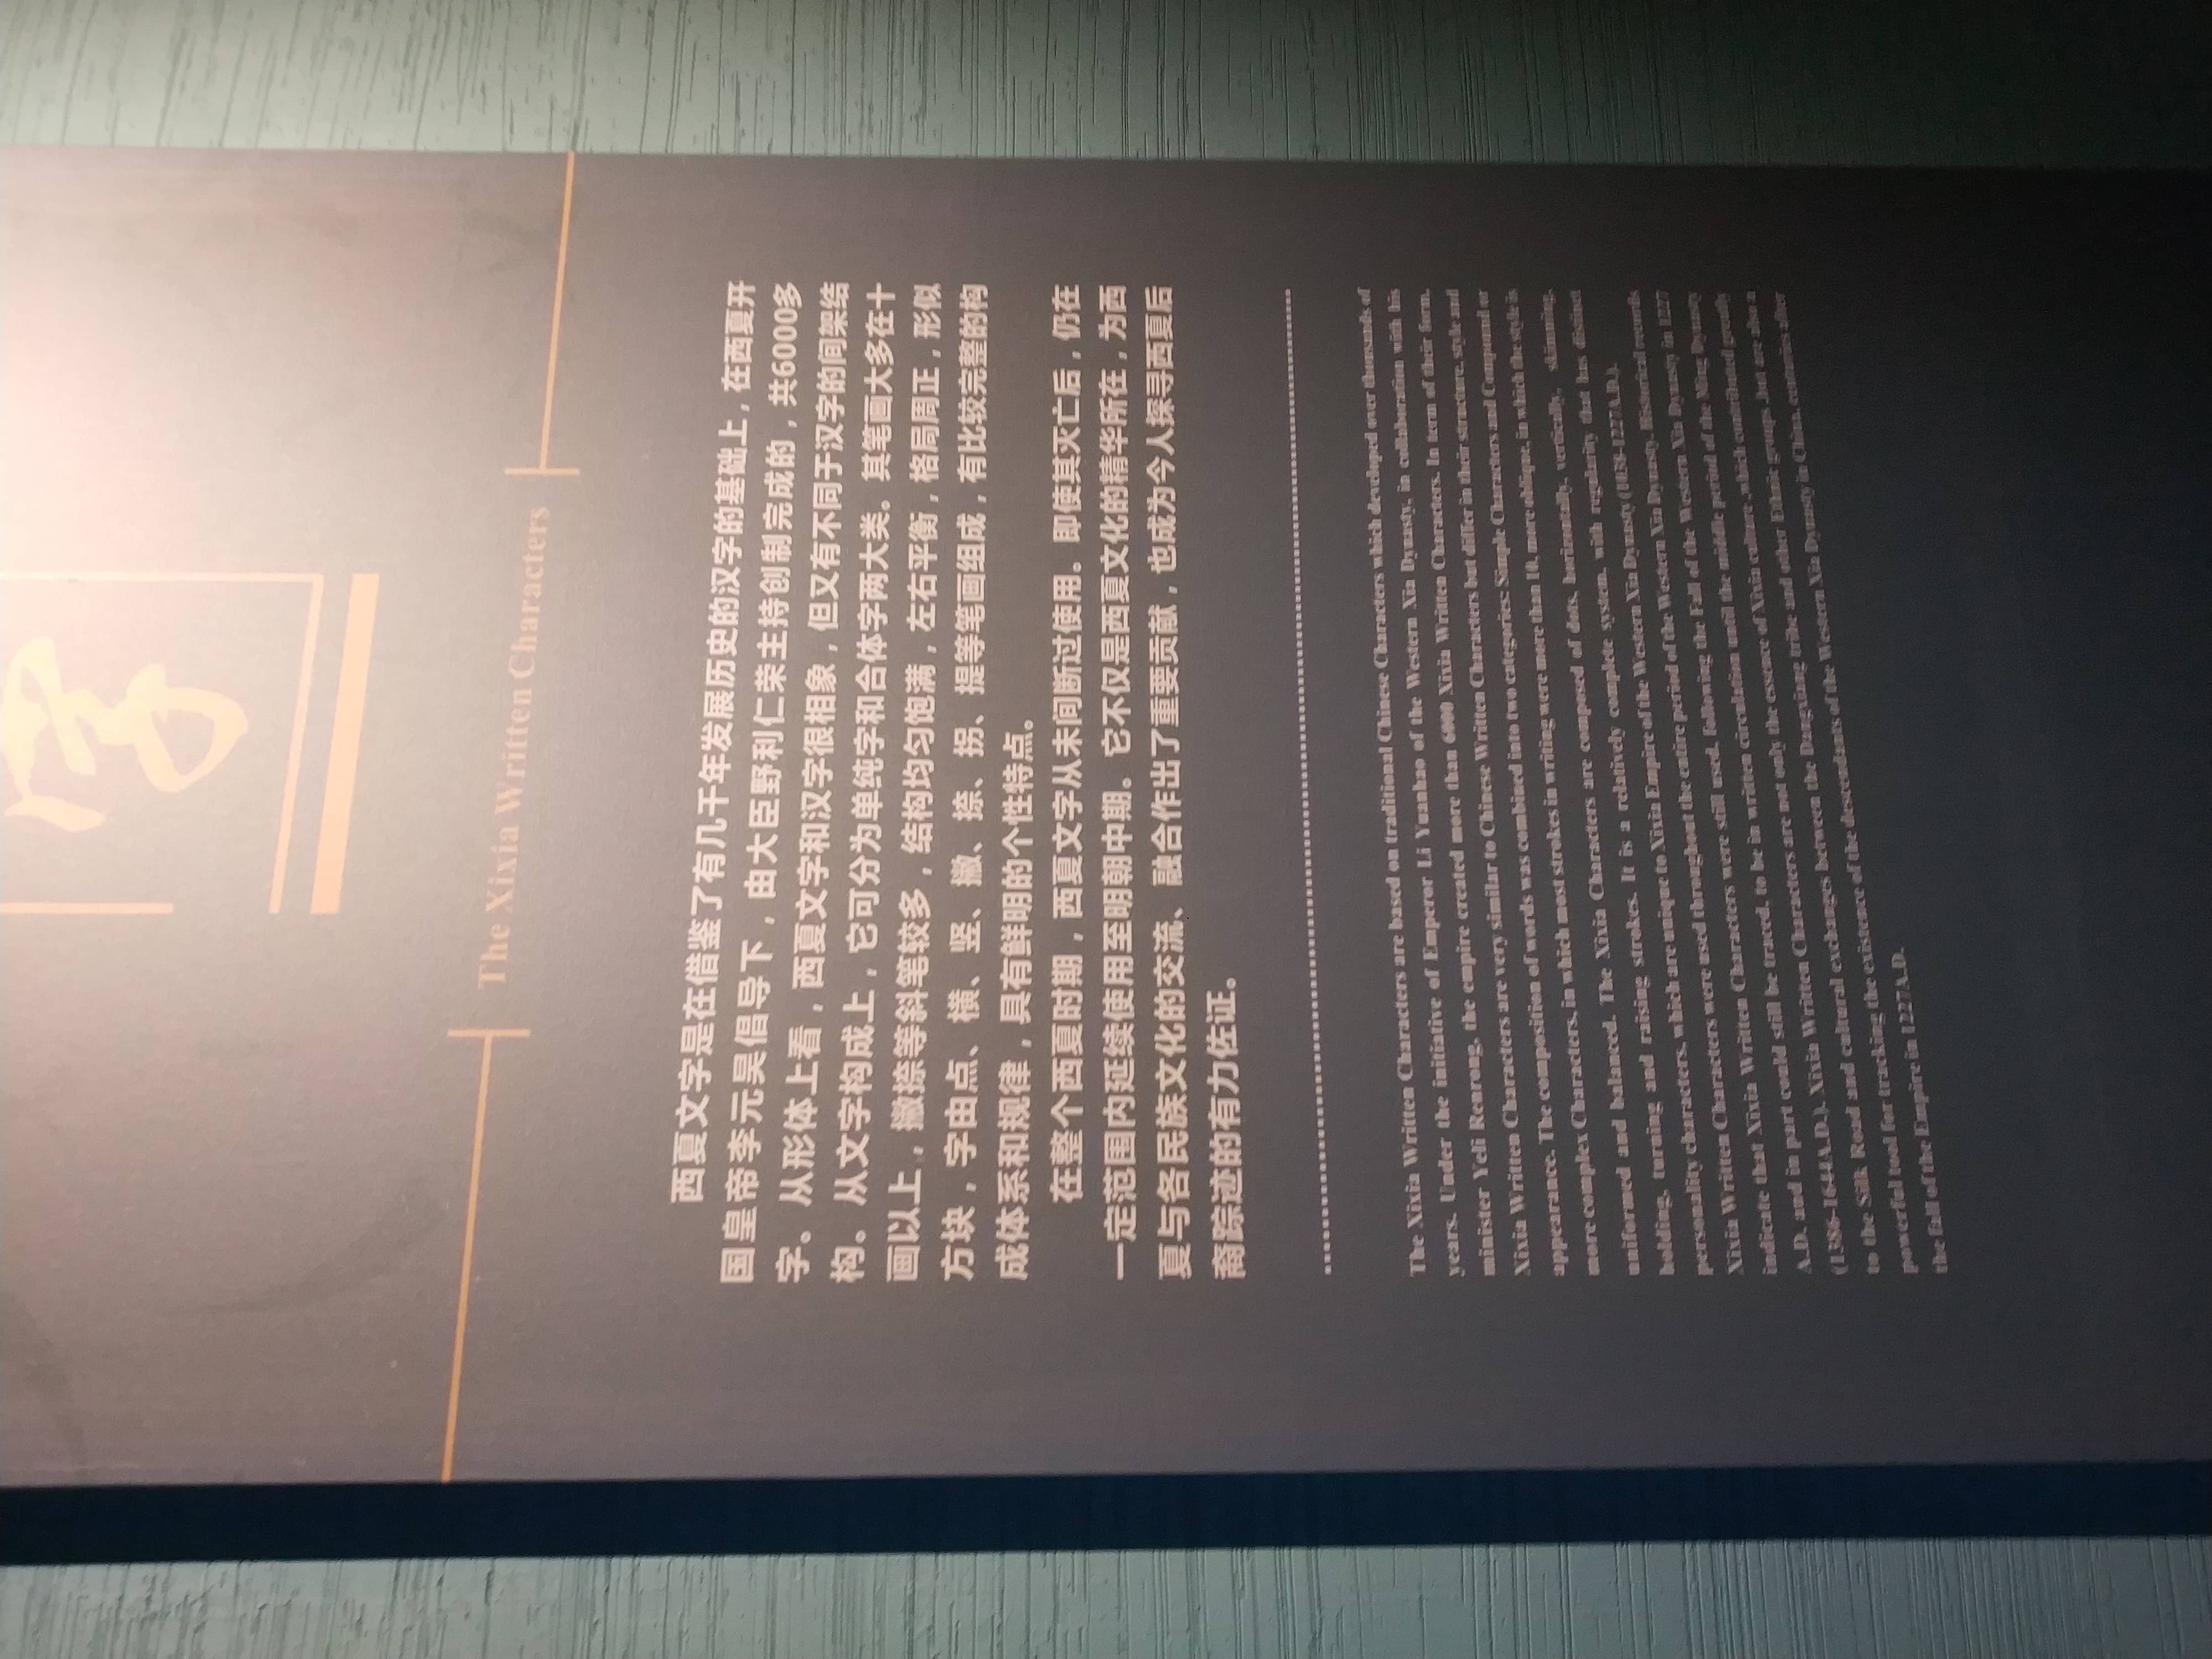 字
The Xixia Written Characters
西夏文字是在借鉴了有几千年发展历史的汉字的基础上，在西夏开
国皇帝李元昊倡导下，由大臣野利仁荣主持创制完成的，共6000多
字。从形体上看，西夏文字和汉字很相象，但又有不同于汉字的间架结
构。从文字构成上，它可分为单纯字和合体字两大类。其笔画大多在十
画以上，撇捺等斜笔较多，结构均匀饱满，左右平衡，格局周正，形似
方块，字由点、横、竖、撇、捺、拐、提等笔画组成，有比较完整的构
成体系和规律，具有鲜明的个性特点。
在整个西夏时期，西夏文字从未间断过使用。即使其灭亡后，仍在
一定范围内延续使用至明朝中期。它不仅是西夏文化的精华所在，为西
夏与各民族文化的交流、融合作出了重要贡献，也成为今人探寻西夏后
裔踪迹的有力佐证。
The Xixia Written Characters are based on traditional Chinese Characters which developed over thousands of
years. Under the initiative of Emperor Li Yuanhao of the Western Xia Dynasty, in collaboration with his
minister Yeli Renrong, the empire created more than 6000 Xixia Written Characters. In term of their form,
Xixia Written Characters are very similar to Chinese Written Characters but differ in their structure, style and
appearance. The composition of words was combined into two categories: Simple Characters and Compound or
more complex Characters, in which most strokes in writing were more than 10, more oblique, in which the style is
uniformed and balanced. The Xixia Characters are composed of dots, horizontally, vertically, skimming,
holding, turning and raising strokes. It is a relatively complete system, with regularity that has distinct
personality characters, which are unique to Xixia Empire of the Western Xia Dynasty (1038-1227A.D.).
Xixia Written Characters were used throughout the entire period of the Western Xia Dynasty. Historical records
indicate that Xixia Written Characters were still used, following the Fall of the Western Xia Dynasty in 1227
A.D. and in part could still be traced, to be in written circulation until the middle period of the Ming Dynasty
(1386-1644A.D.). Xixia Written Characters are not only the essence of Xixia culture ,which contributed greatly
to the Silk Road and cultural exchanges between the Dangxiang tribe and other Ethnic groups ,but are also a
powerful tool for tracking the existence of the descendants of the Western Xia Dynasty in China, centuries after
the fall of the Empire in 1227A.D.